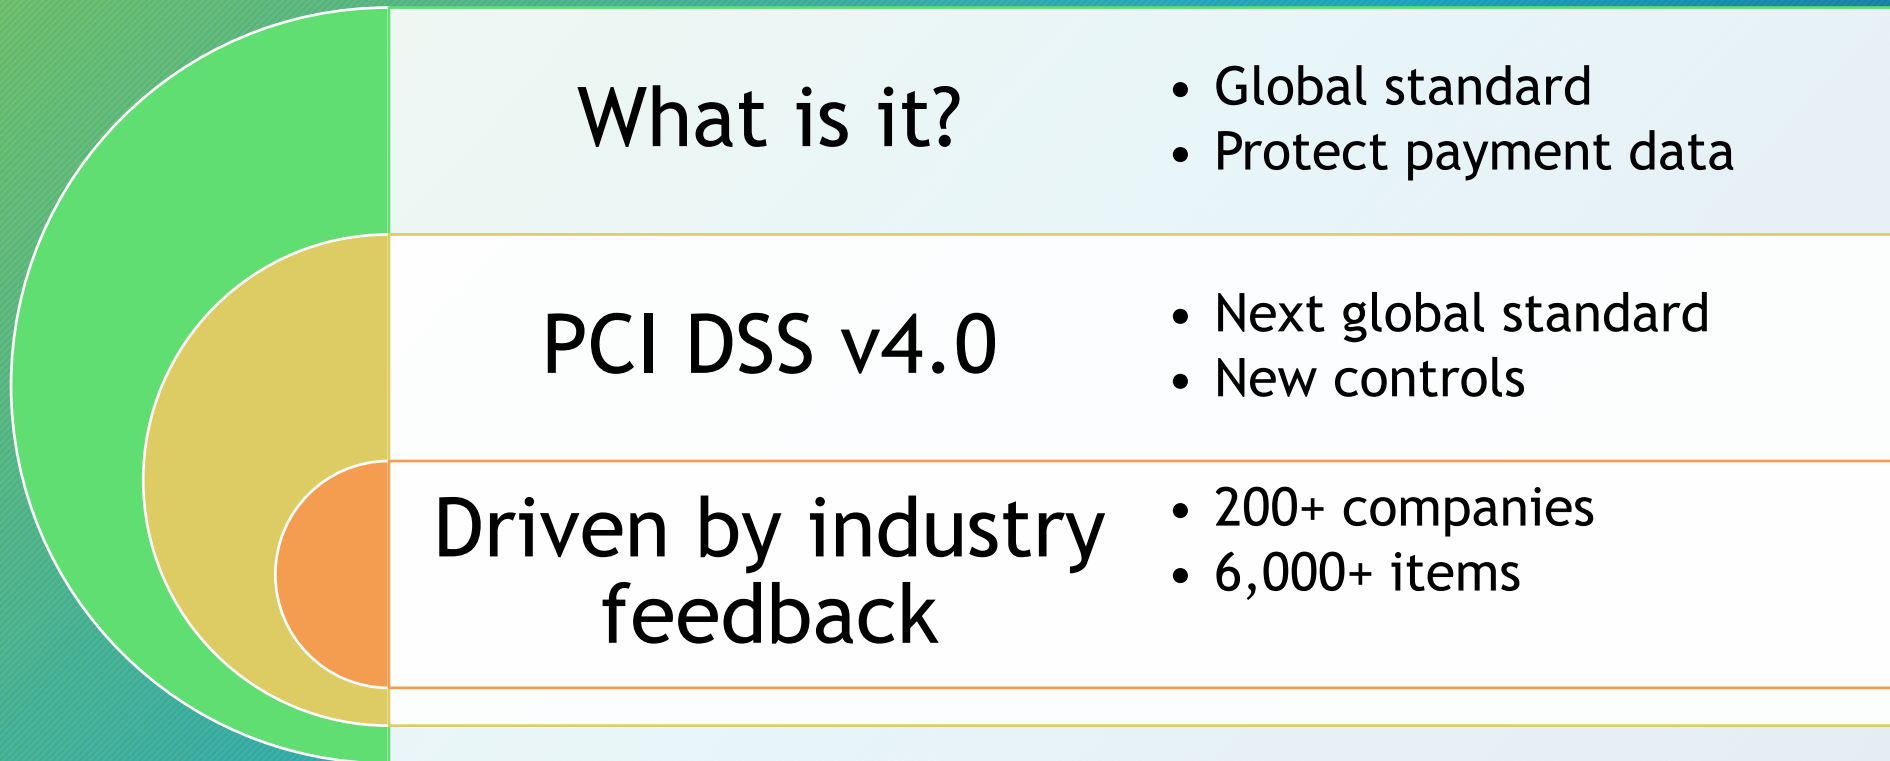 What is it?
• Global standard
• Protect payment data
PCI DSS v4.0
• Next global standard
• New controls
Driven by industry
feedback
• 200+ companies
• 6,000+ items